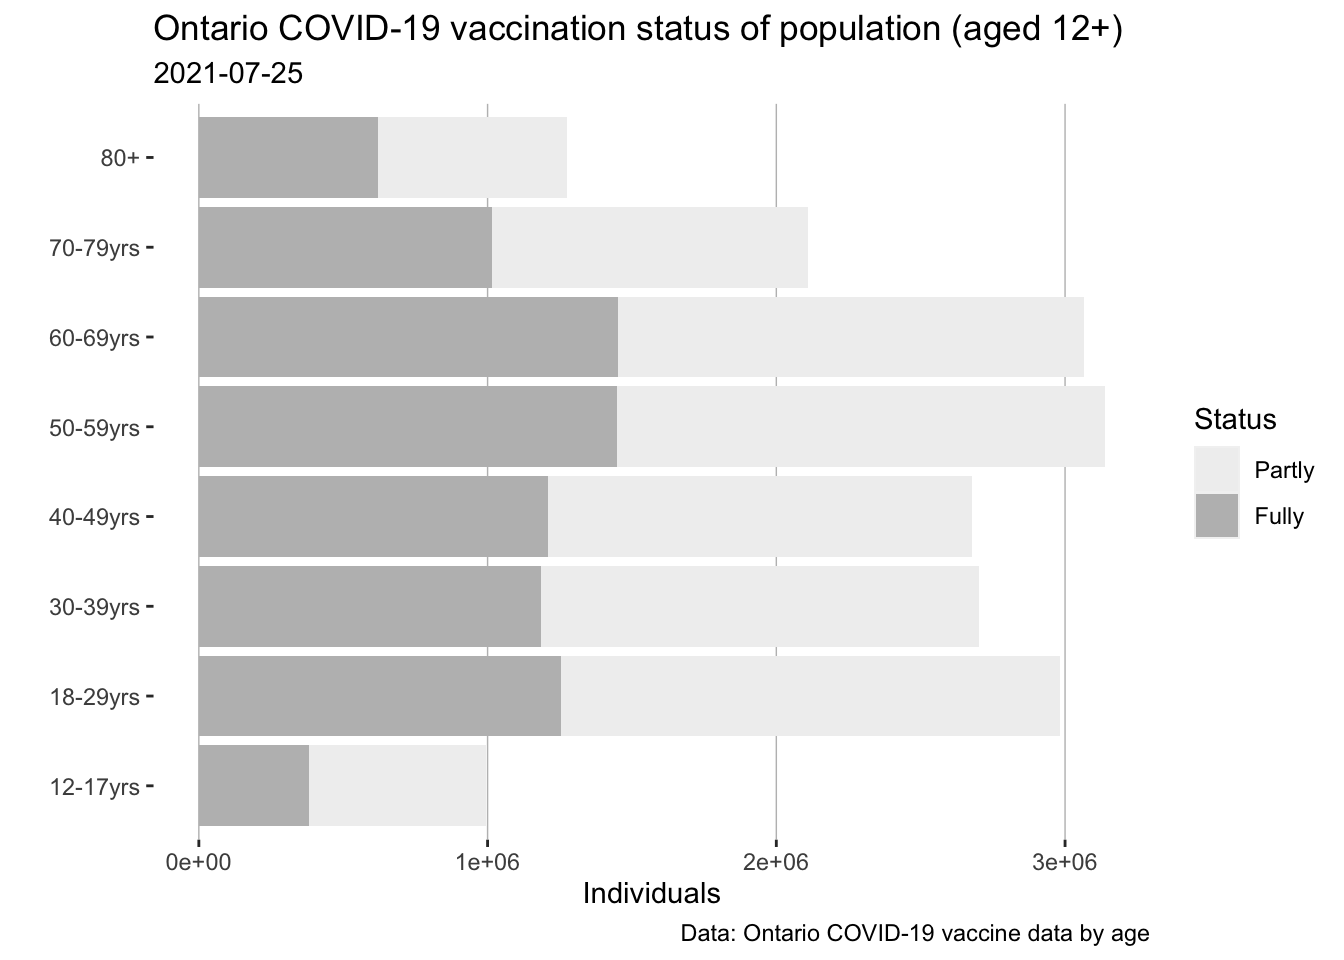 Ontario COVID-19 vaccination status of population (aged 12+)
2021-07-25
80+
70-79yrs
60-69yrs
50-59yrs
40-49yrs
30-39yrs
18-29yrs
12-17yrs
0e+00 1e+06 2e+06 3e+06
Individuals
Status
Partly
Fully
Data: Ontario COVID-19 vaccine data by age